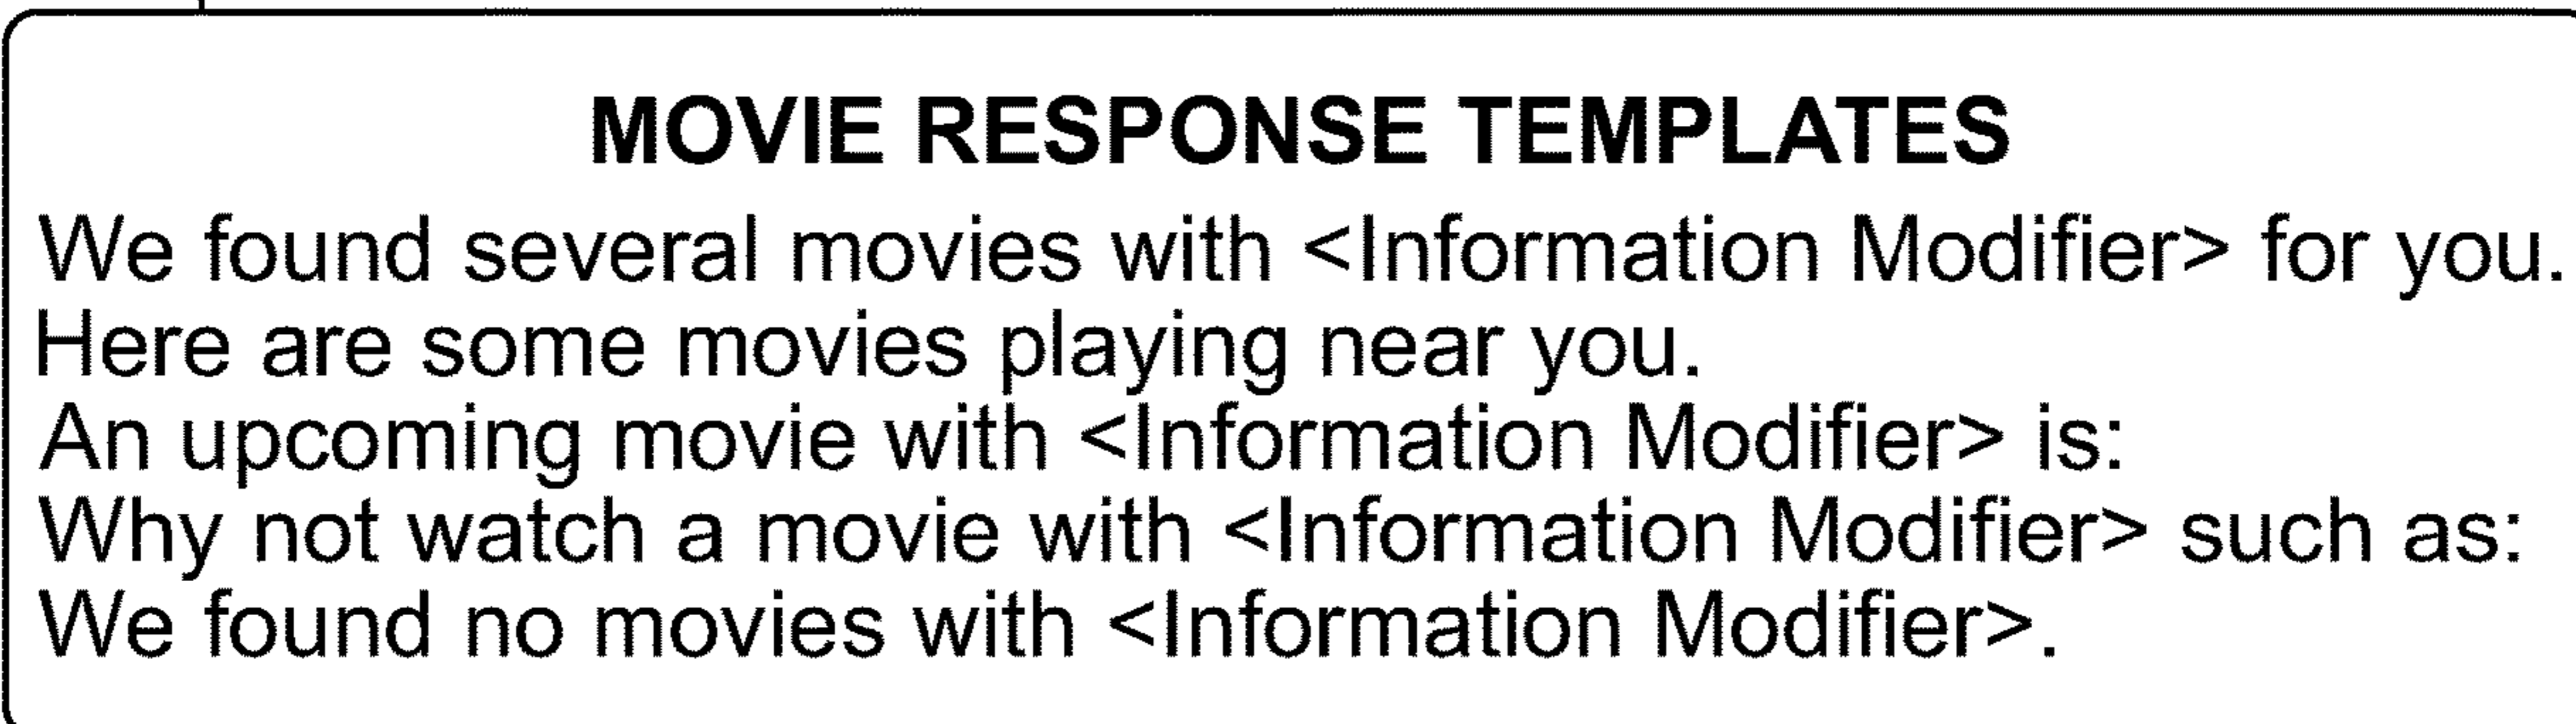 MOVIE RESPONSE TEMPLATES
We found several movies with <Information Modifier> for you.
Here are some movies playing near you.
An upcoming movie with <Information Modifier> is:
Why not watch a movie with <Information Modifier> such as:
We found no movies with <Information Modifier>.